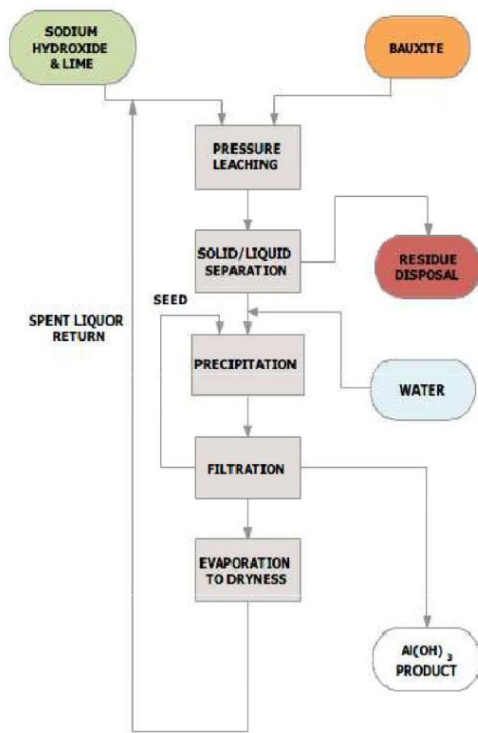 SODIUM
HYDROXIDE
& LIME
BAUXITE
PRESSURE
LEACHING
SOLID/LIQUID
SEPARATION
RESIDUE
DISPOSAL
SEED
SPENT LIQUOR
RETURN
PRECIPITATION
WATER
FILTRATION
EVAPORATION
TO DRYNESS
Al(OH) 3
PRODUCT